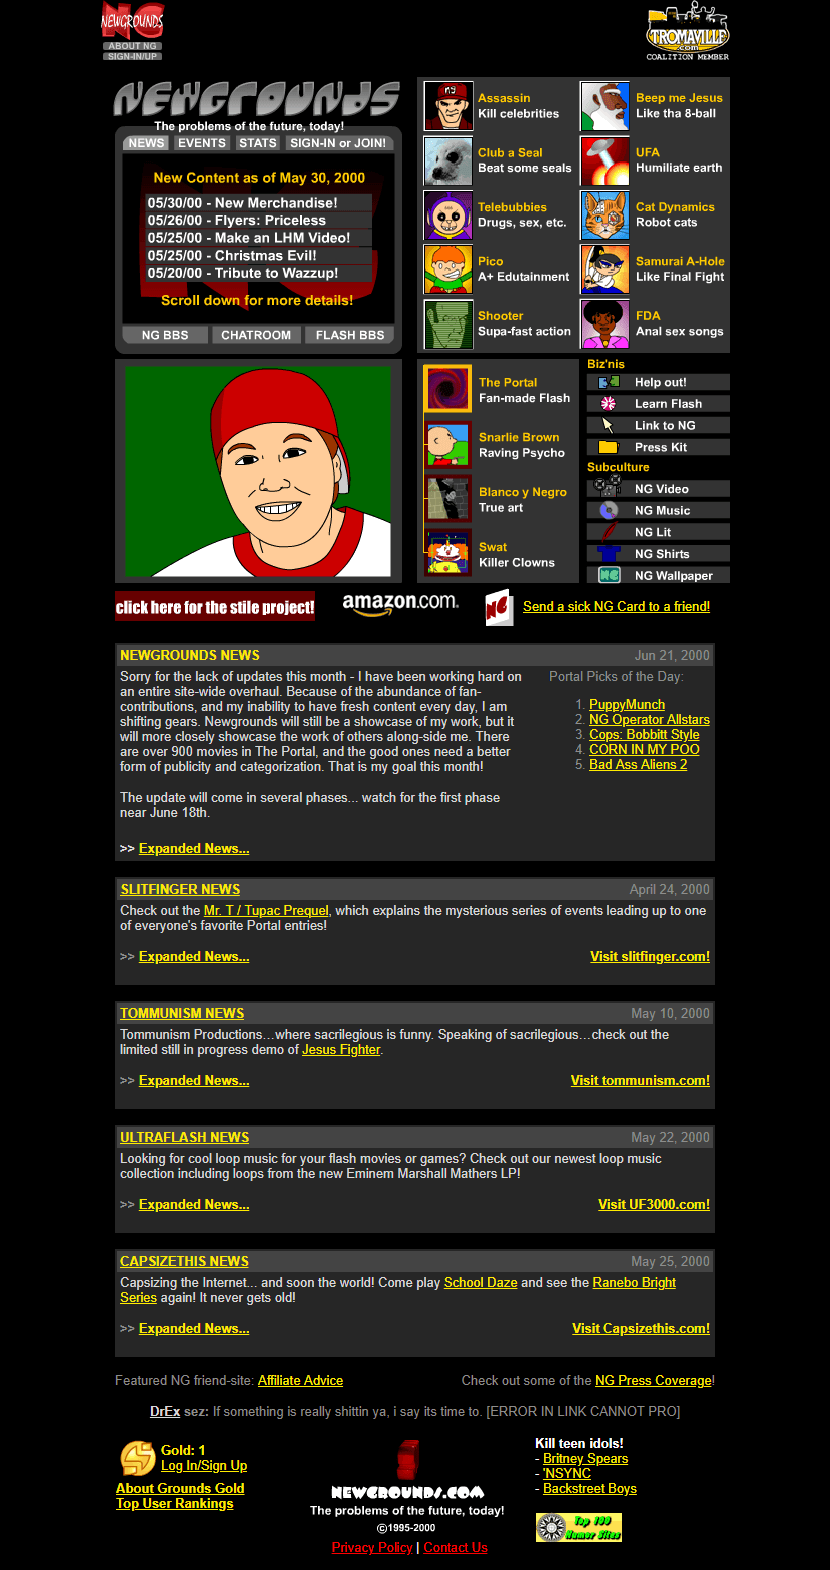 NEWGROUNDS
ABOUT NG
SIGN-IN/UP
TROMAVILLE
.com
COALITION MEMBER
NEWGROUNDS
The problems of the future, today!
NEWS EVENTS STATS SIGN-IN or JOIN!
New Content as of May 30, 2000
05/30/00 - New Merchandise!
05/26/00 - Flyers: Priceless
05/25/00 - Make an LHM Video!
05/25/00 - Christmas Evil!
05/20/00 - Tribute to Wazzup!
Scroll down for more details!
NG BBS CHATROOM FLASH BBS
Assassin
Kill celebrities
Beep me Jesus
Like tha 8-ball
Club a Seal
Beat some seals
UFA
Humiliate earth
Telebubbies
Drugs, sex, etc.
Cat Dynamics
Robot cats
Pico
A+ Edutainment
Samurai A-Hole
Like Final Fight
Shooter
Supa-fast action
FDA
Anal sex songs
The Portal
Fan-made Flash
Snarlie Brown
Raving Psycho
Blanco y Negro
True art
Swat
Killer Clowns
Biz'nis
Help out!
Learn Flash
Link to NG
Press Kit
Subculture
NG Video
NG Music
NG Lit
NG Shirts
NG Wallpaper
click here for the stile project!
amazon.com.
Send a sick NG Card to a friend!
NEWGROUNDS NEWS Jun 21, 2000
Sorry for the lack of updates this month - I have been working hard on
an entire site-wide overhaul. Because of the abundance of fan-
contributions, and my inability to have fresh content every day, I am
shifting gears. Newgrounds will still be a showcase of my work, but it
will more closely showcase the work of others along-side me. There
are over 900 movies in The Portal, and the good ones need a better
form of publicity and categorization. That is my goal this month!
The update will come in several phases... watch for the first phase
near June 18th.
>> Expanded News...
Portal Picks of the Day:
1. PuppyMunch
2. NG Operator Allstars
3. Cops: Bobbitt Style
4. CORN IN MY POO
5. Bad Ass Aliens 2
SLITFINGER NEWS April 24, 2000
Check out the Mr. T / Tupac Prequel, which explains the mysterious series of events leading up to one
of everyone's favorite Portal entries!
>> Expanded News... Visit slitfinger.com!
TOMMUNISM NEWS May 10, 2000
Tommunism Productions...where sacrilegious is funny. Speaking of sacrilegious...check out the
limited still in progress demo of Jesus Fighter.
>> Expanded News... Visit tommunism.com!
ULTRAFLASH NEWS May 22, 2000
Looking for cool loop music for your flash movies or games? Check out our newest loop music
collection including loops from the new Eminem Marshall Mathers LP!
>> Expanded News... Visit UF3000.com!
CAPSIZETHIS NEWS May 25, 2000
Capsizing the Internet... and soon the world! Come play School Daze and see the Ranebo Bright
Series again! It never gets old!
>> Expanded News... Visit Capsizethis.com!
Featured NG friend-site: Affiliate Advice
Check out some of the NG Press Coverage!
DrEx sez: If something is really shittin ya, i say its time to. [ERROR IN LINK CANNOT PRO]
Gold: 1
Log In/Sign Up
About Grounds Gold
Top User Rankings
NEWGROUNDS.COM
The problems of the future, today!
©1995-2000
Privacy Policy | Contact Us
Kill teen idols!
- Britney Spears
- 'NSYNC
- Backstreet Boys
Top 100
Humor Sites